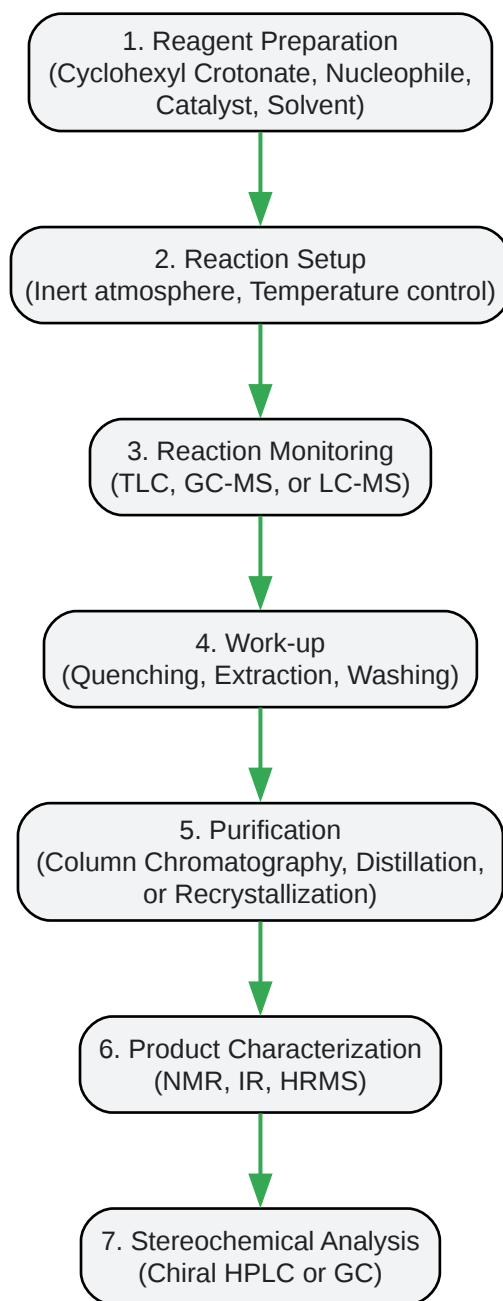 1. Reagent Preparation
(Cyclohexyl Crotonate, Nucleophile,
Catalyst, Solvent)
2. Reaction Setup
(Inert atmosphere, Temperature control)
3. Reaction Monitoring
(TLC, GC-MS, or LC-MS)
4. Work-up
(Quenching, Extraction, Washing)
5. Purification
(Column Chromatography, Distillation,
or Recrystallization)
6. Product Characterization
(NMR, IR, HRMS)
7. Stereochemical Analysis
(Chiral HPLC or GC)